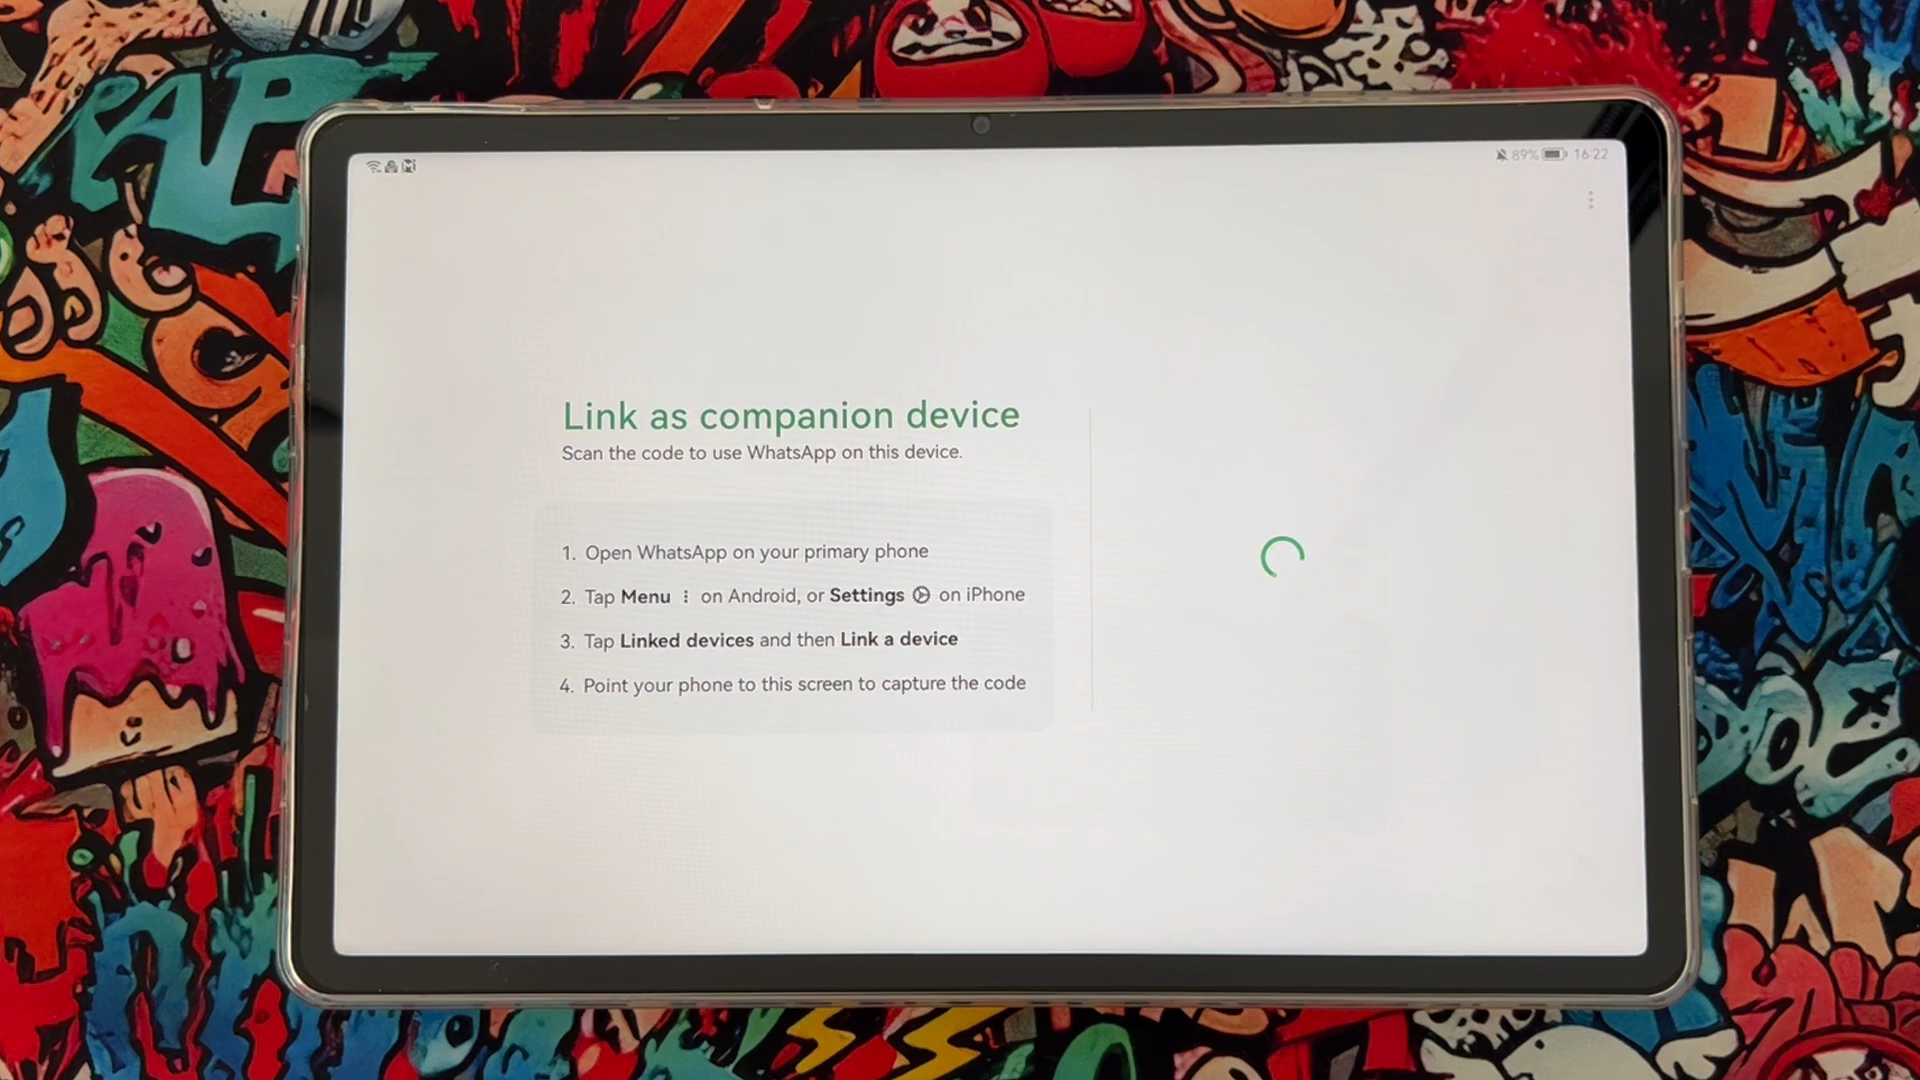 RAP
89% 16:22
Link as companion device
Scan the code to use WhatsApp on this device.
1. Open WhatsApp on your primary phone
2. Tap Menu ⋮ on Android, or Settings on iPhone
3. Tap Linked devices and then Link a device
4. Point your phone to this screen to capture the code